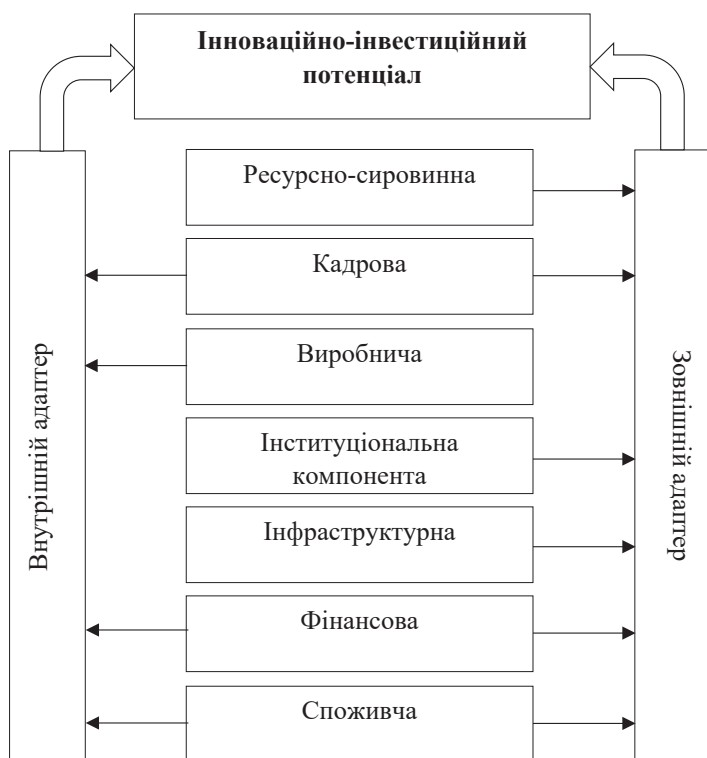 Інноваційно-інвестиційний
потенціал
Ресурсно-сировинна
Кадрова
Виробнича
Інституціональна
компонента
Інфраструктурна
Фінансова
Споживча
Внутрішній адаптер
Зовнішній адаптер